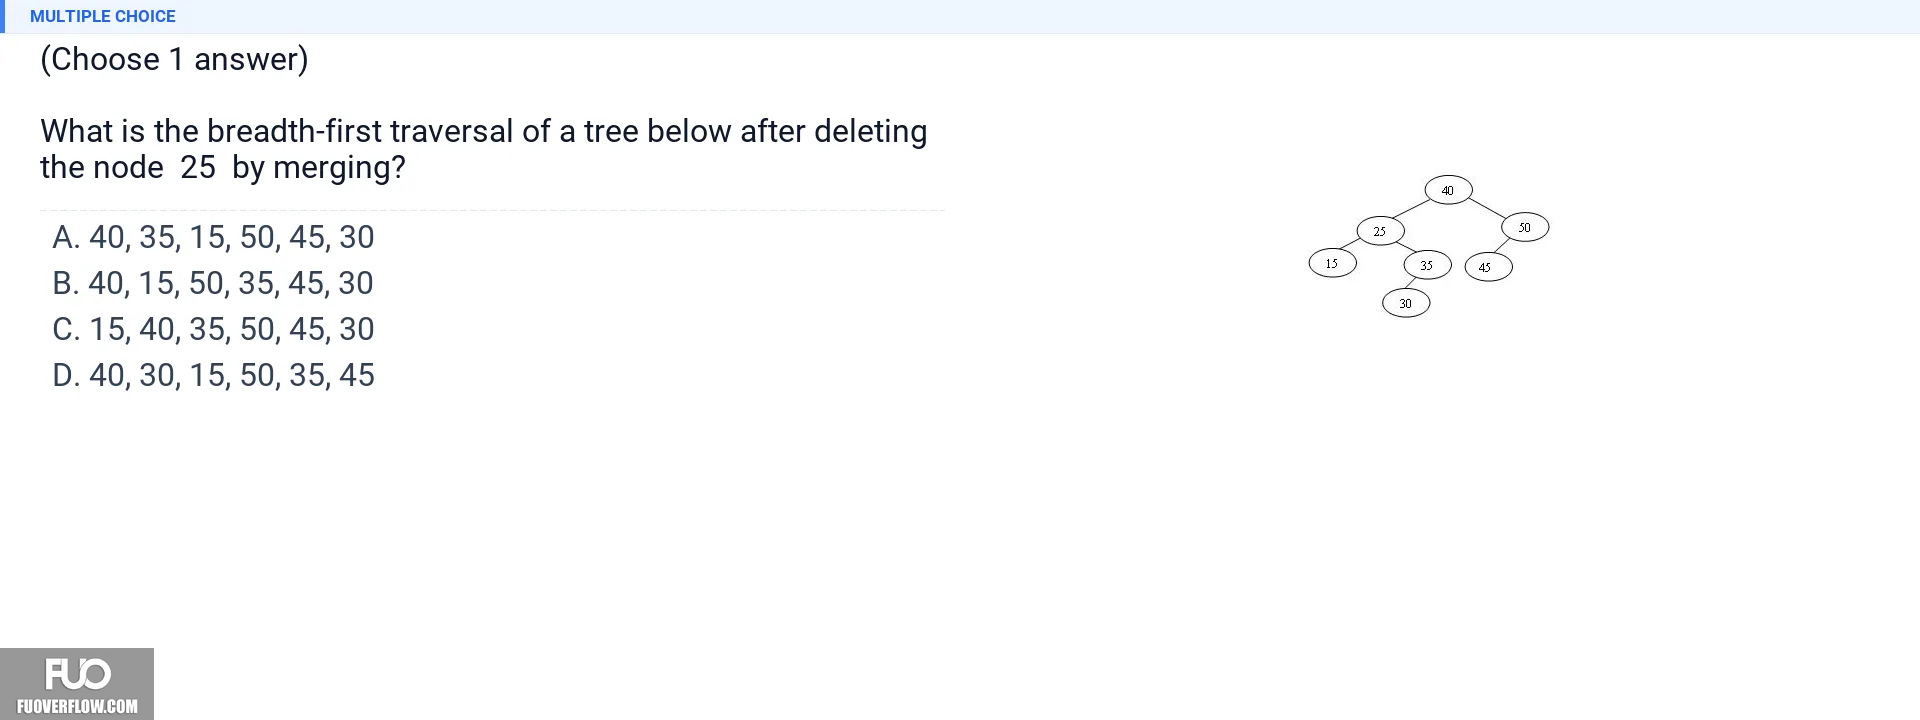 MULTIPLE CHOICE
(Choose 1 answer)
What is the breadth-first traversal of a tree below after deleting
the node 25 by merging?
A. 40, 35, 15, 50, 45, 30
B. 40, 15, 50, 35, 45, 30
C. 15, 40, 35, 50, 45, 30
D. 40, 30, 15, 50, 35, 45
40
25
50
15
35
45
30
FUO
FUOVERFLOW.COM